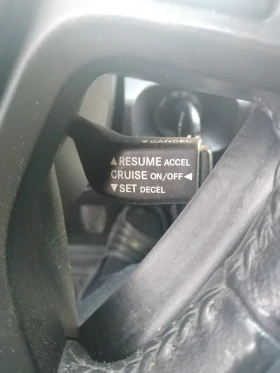 ▼CANCEL
▲RESUME ACCEL
CRUISE ON/OFF◀
▼SET DECEL